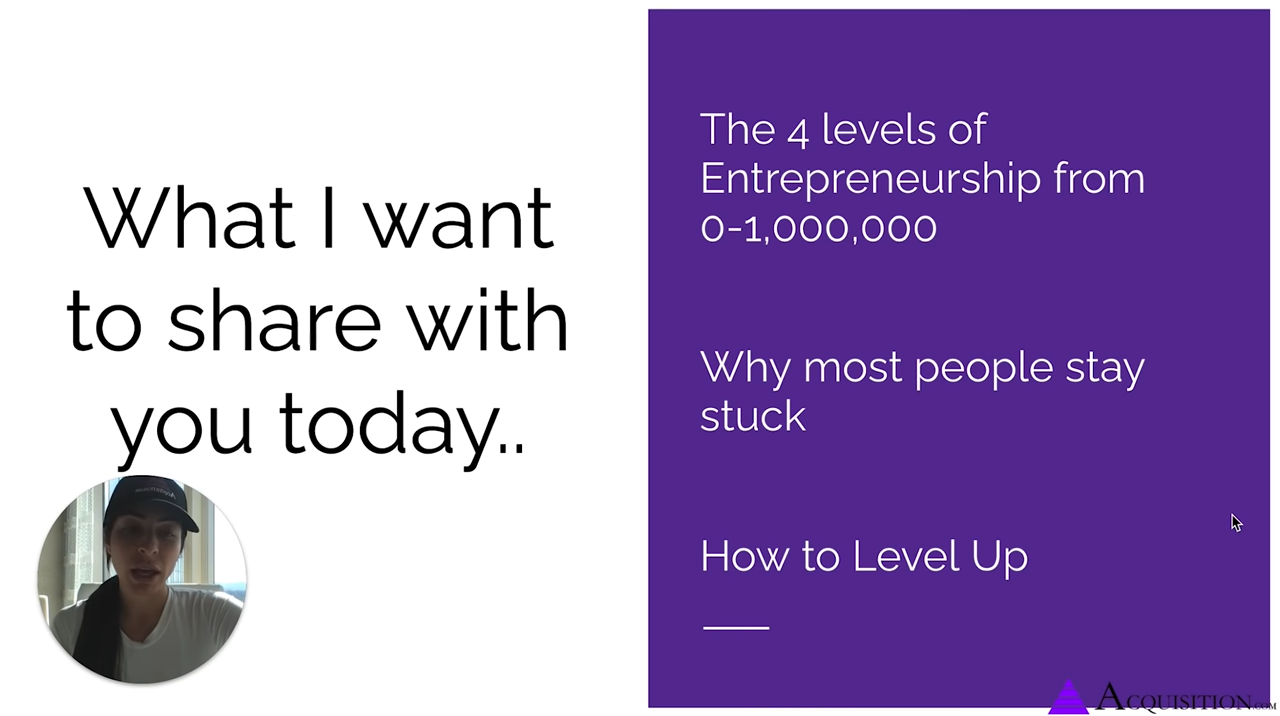 What I want
to share with
you today..
The 4 levels of
Entrepreneurship from
0-1,000,000
Why most people stay
stuck
How to Level Up
ACQUISITION.COM